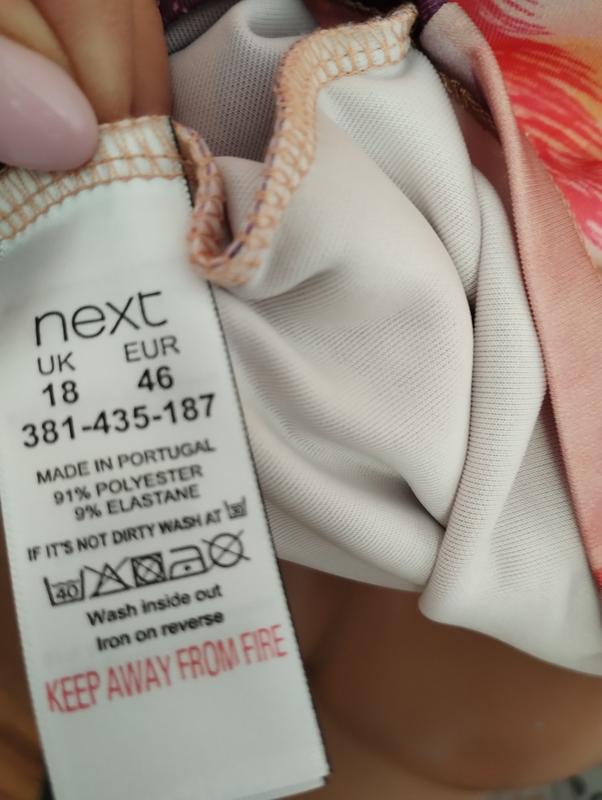 next
UK EUR
18 46
381-435-187
MADE IN PORTUGAL
91% POLYESTER
9% ELASTANE
IF IT'S NOT DIRTY WASH AT 30
40
Wash inside out
Iron on reverse
KEEP AWAY FROM FIRE